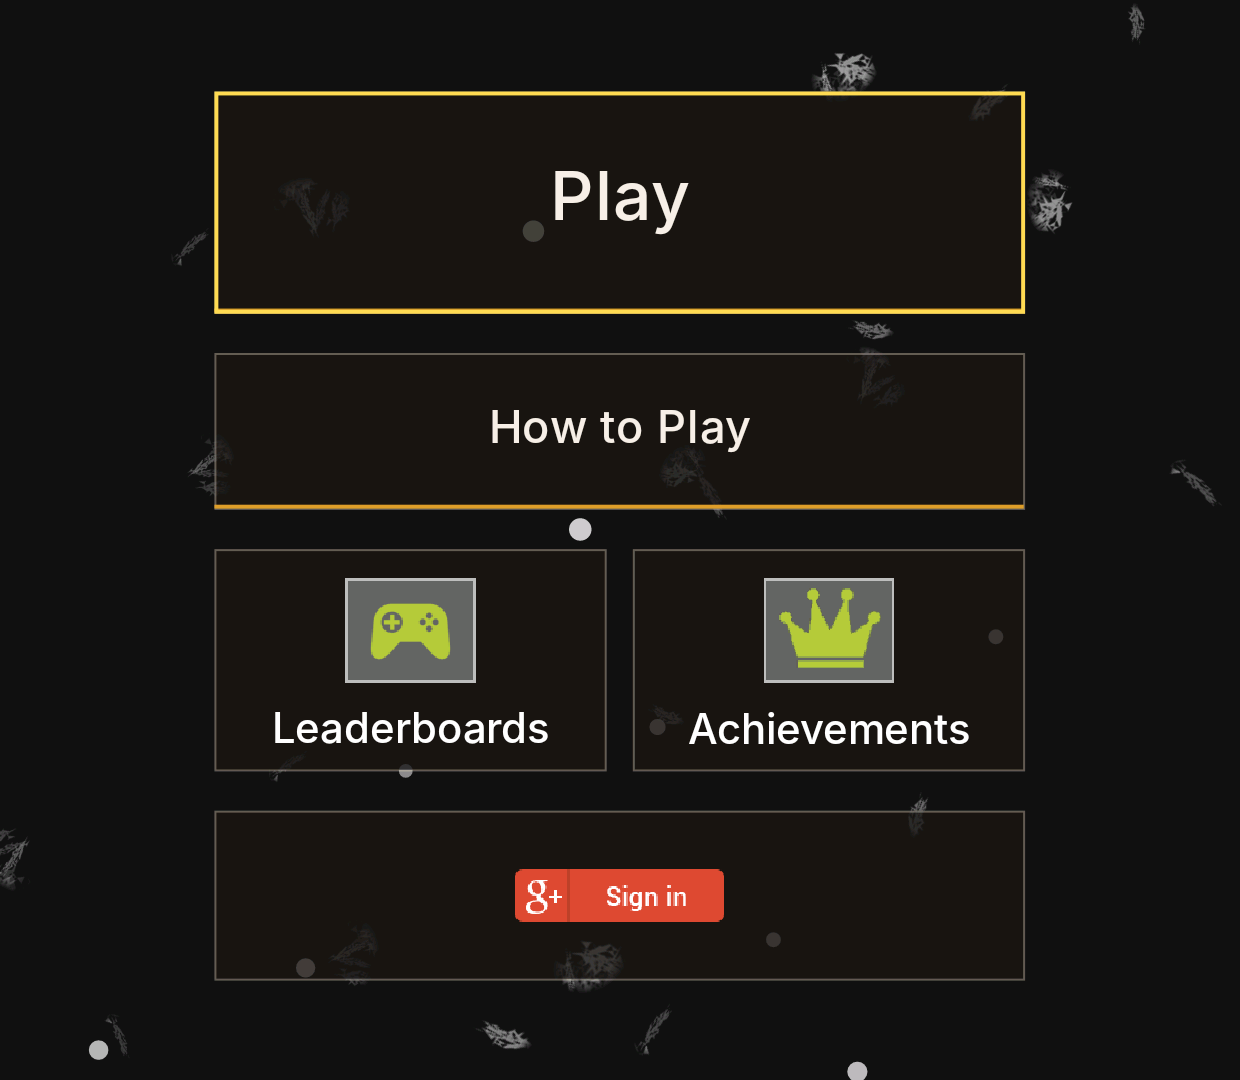 Play
How to Play
Leaderboards
Achievements
g+ Sign in